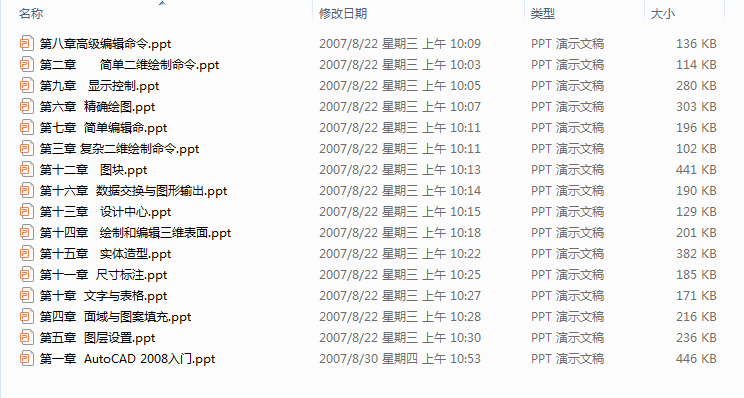 名称 修改日期 类型 大小
第八章高级编辑命令.ppt 2007/8/22 星期三 上午 10:09 PPT 演示文稿 136 KB
第二章 简单二维绘制命令.ppt 2007/8/22 星期三 上午 10:03 PPT 演示文稿 114 KB
第九章 显示控制.ppt 2007/8/22 星期三 上午 10:05 PPT 演示文稿 280 KB
第六章 精确绘图.ppt 2007/8/22 星期三 上午 10:07 PPT 演示文稿 303 KB
第七章 简单编辑命.ppt 2007/8/22 星期三 上午 10:11 PPT 演示文稿 196 KB
第三章 复杂二维绘制命令.ppt 2007/8/22 星期三 上午 10:11 PPT 演示文稿 102 KB
第十二章 图块.ppt 2007/8/22 星期三 上午 10:13 PPT 演示文稿 441 KB
第十六章 数据交换与图形输出.ppt 2007/8/22 星期三 上午 10:14 PPT 演示文稿 190 KB
第十三章 设计中心.ppt 2007/8/22 星期三 上午 10:15 PPT 演示文稿 129 KB
第十四章 绘制和编辑三维表面.ppt 2007/8/22 星期三 上午 10:18 PPT 演示文稿 201 KB
第十五章 实体造型.ppt 2007/8/22 星期三 上午 10:22 PPT 演示文稿 382 KB
第十一章 尺寸标注.ppt 2007/8/22 星期三 上午 10:25 PPT 演示文稿 185 KB
第十章 文字与表格.ppt 2007/8/22 星期三 上午 10:27 PPT 演示文稿 171 KB
第四章 面域与图案填充.ppt 2007/8/22 星期三 上午 10:28 PPT 演示文稿 216 KB
第五章 图层设置.ppt 2007/8/22 星期三 上午 10:30 PPT 演示文稿 236 KB
第一章 AutoCAD 2008入门.ppt 2007/8/30 星期四 上午 10:53 PPT 演示文稿 446 KB